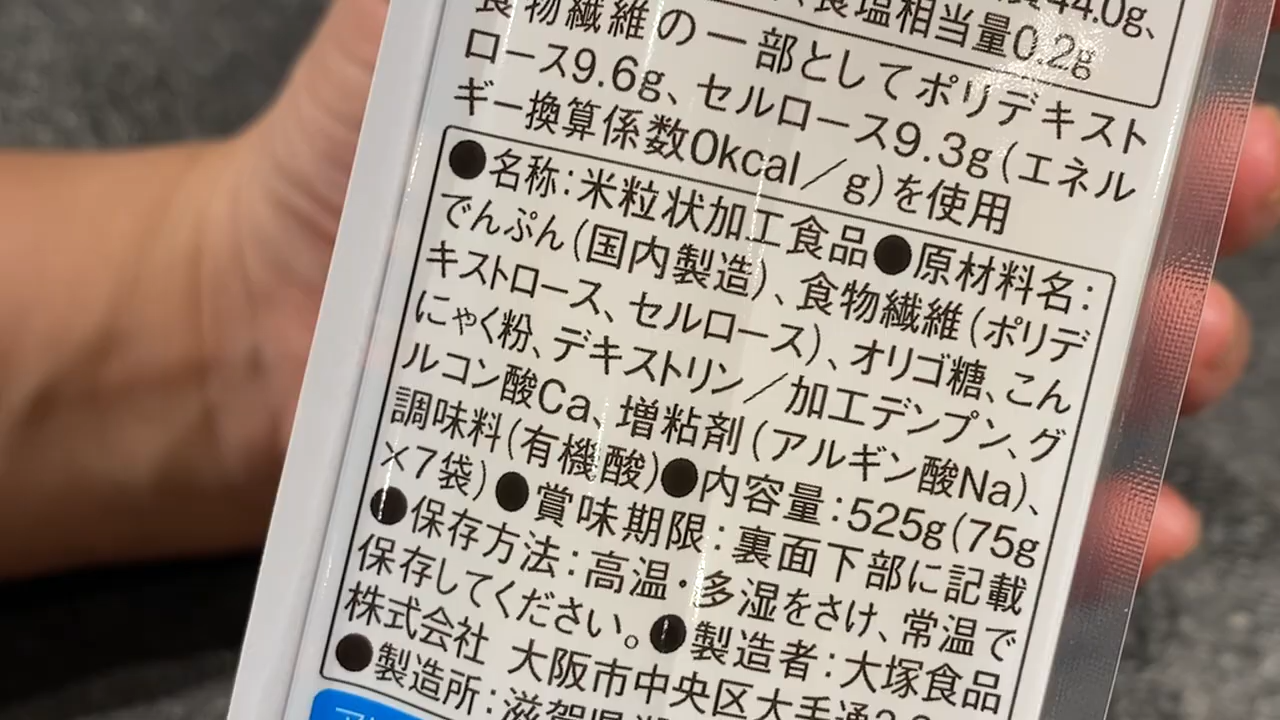 44.0g、
食塩相当量0.2g
食物繊維の一部としてポリデキスト
ロース9.6g、セルロース9.3g(エネル
ギー換算係数0kcal/g)を使用
●名称:米粒状加工食品●原材料名:
でんぷん(国内製造)、食物繊維(ポリデ
キストロース、セルロース)、オリゴ糖、こん
にゃく粉、デキストリン/加工デンプン、グ
ルコン酸Ca、増粘剤(アルギン酸Na)、
調味料(有機酸)●内容量:525g(75g
×7袋)●賞味期限:裏面下部に記載
●保存方法:高温・多湿をさけ、常温で
保存してください。●製造者:大塚食品
株式会社 大阪市中央区大手通
●製造所:滋賀県